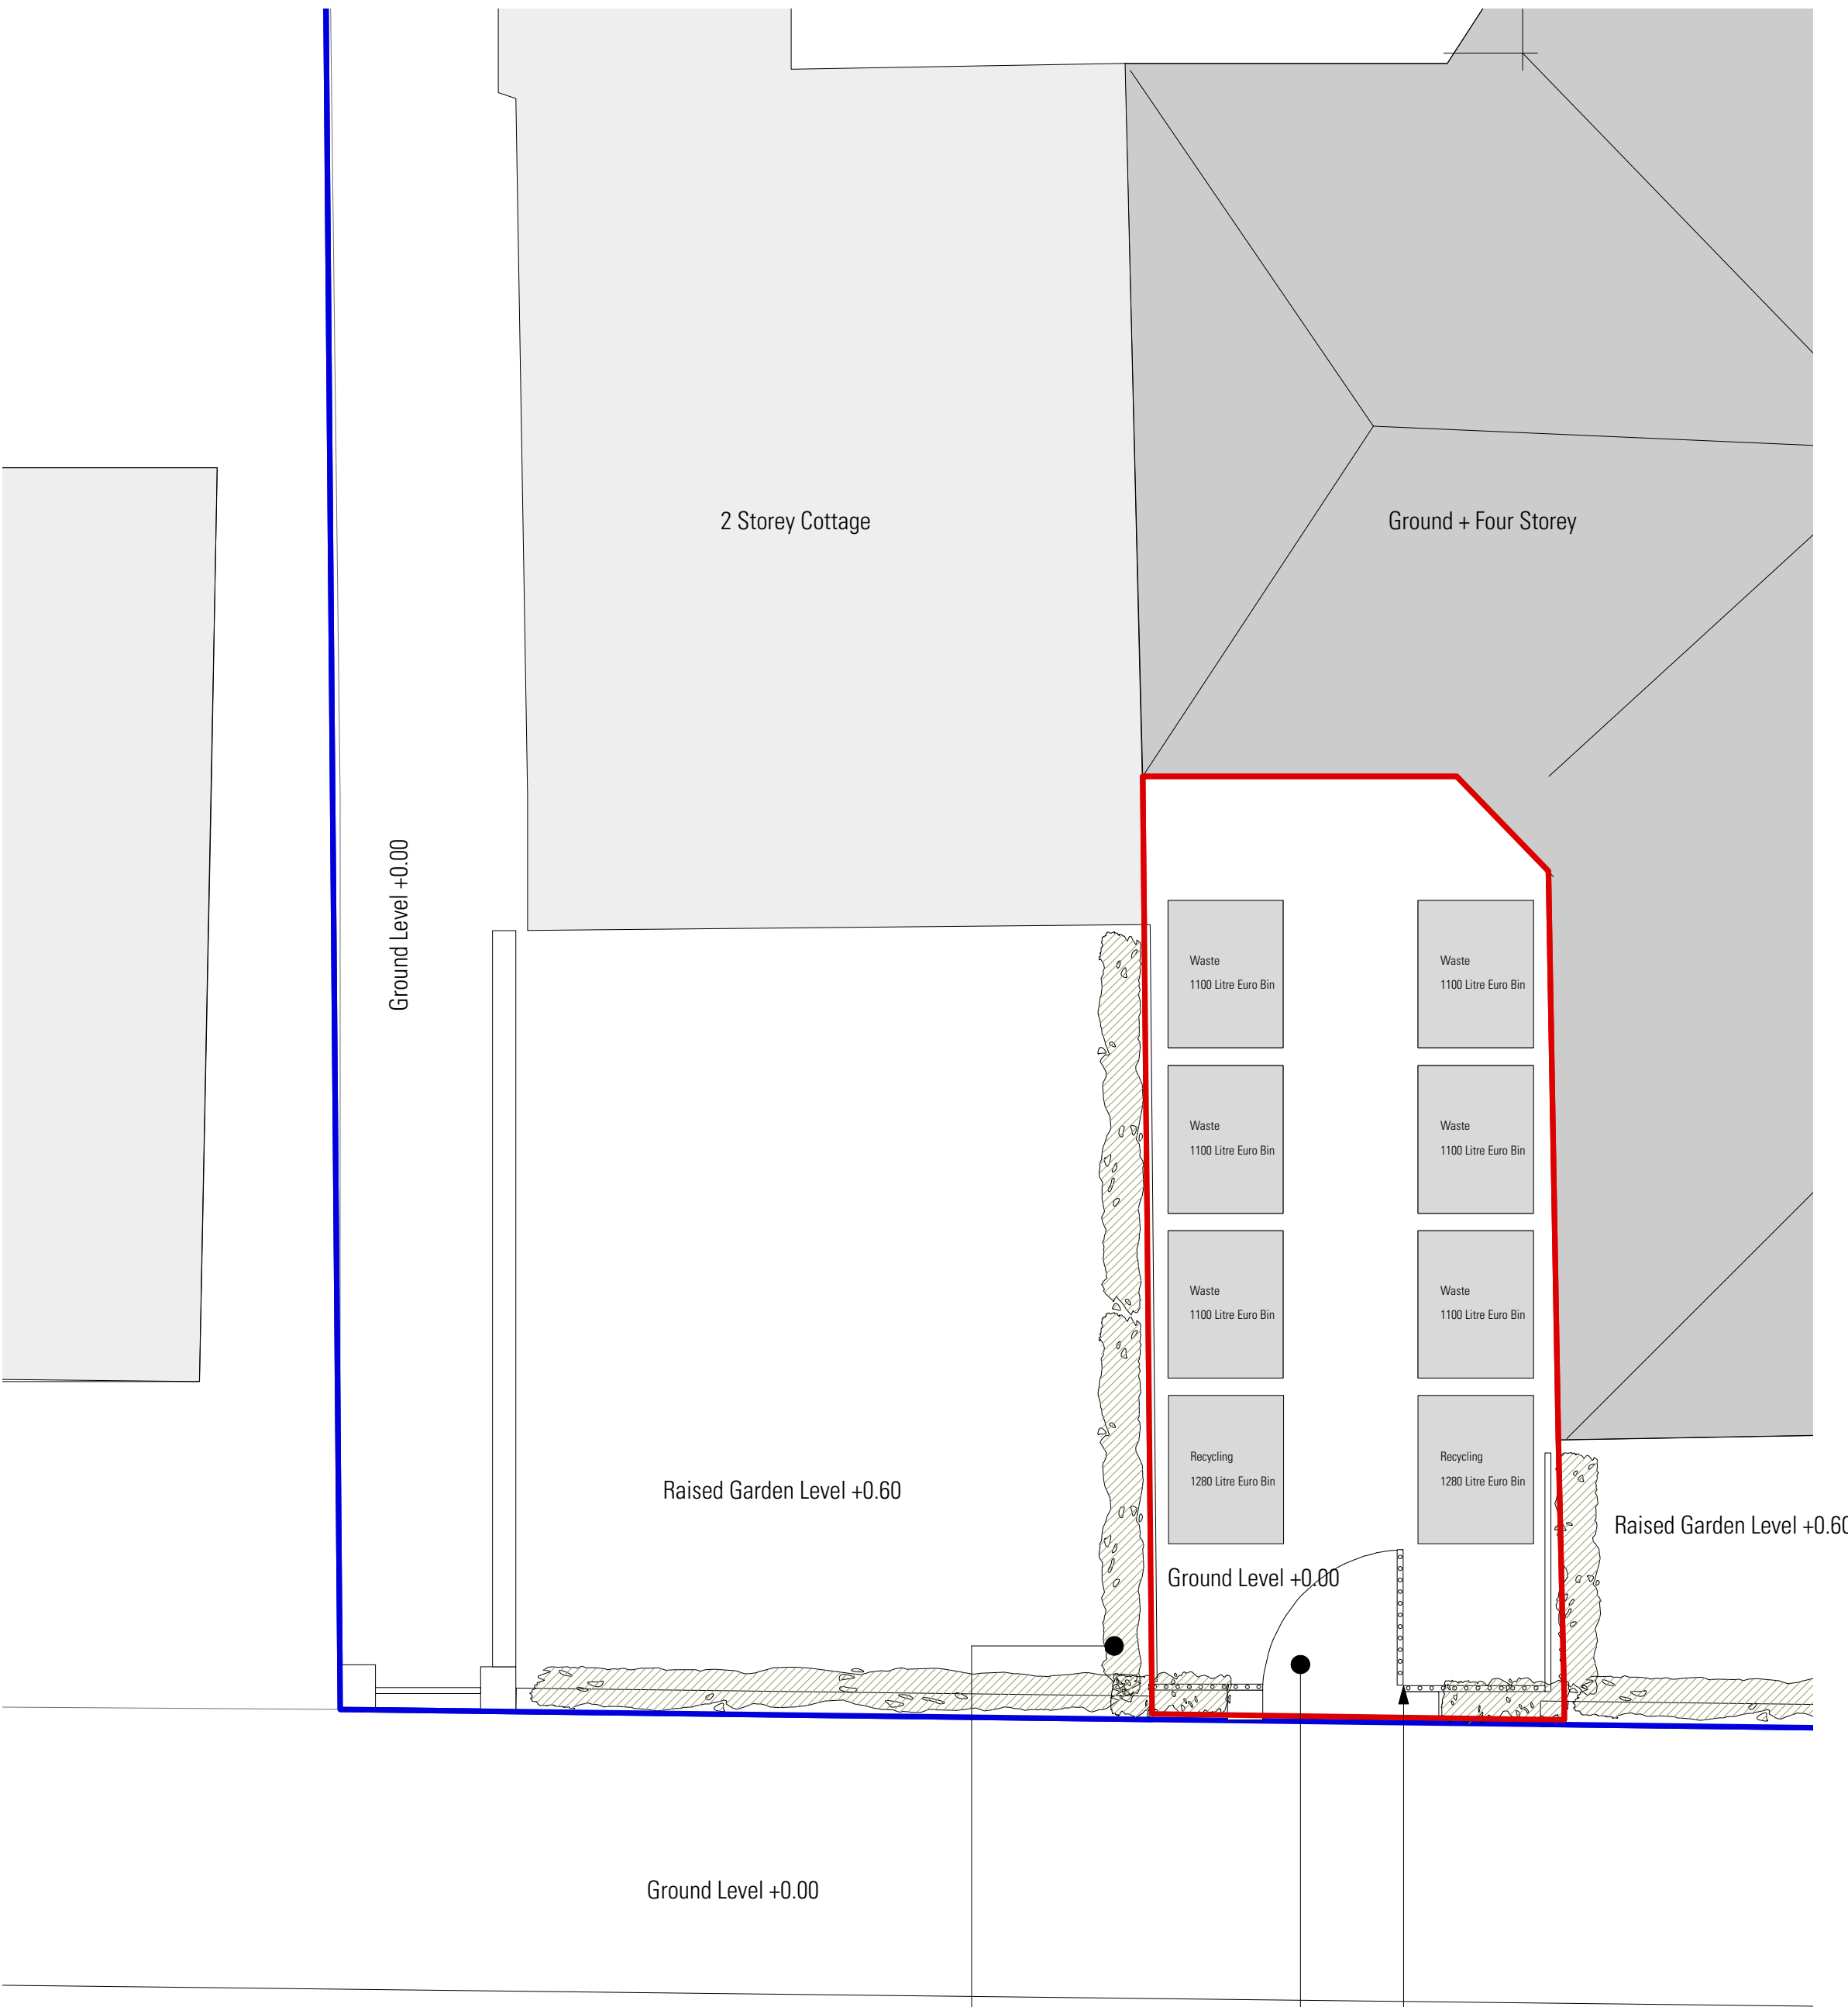 2 Storey Cottage
Ground + Four Storey
Ground Level +0.00
Waste
1100 Litre Euro Bin
Waste
1100 Litre Euro Bin
Waste
1100 Litre Euro Bin
Waste
1100 Litre Euro Bin
Waste
1100 Litre Euro Bin
Waste
1100 Litre Euro Bin
Recycling
1280 Litre Euro Bin
Recycling
1280 Litre Euro Bin
Raised Garden Level +0.60
Raised Garden Level +0.60
Ground Level +0.00
Ground Level +0.00